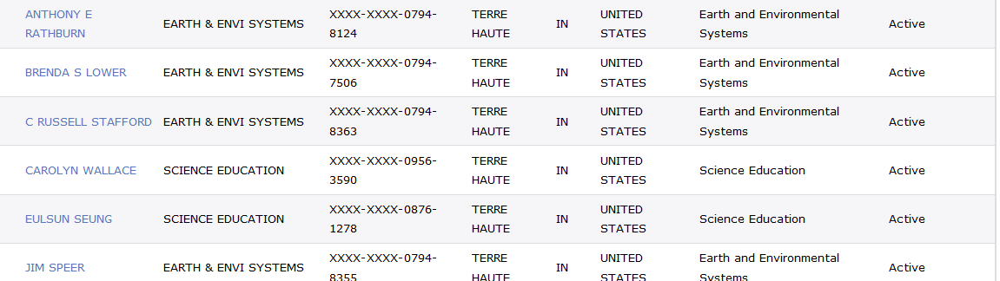 ANTHONY E RATHBURN EARTH & ENVI SYSTEMS XXXX-XXXX-0794-8124 TERRE HAUTE IN UNITED STATES Earth and Environmental Systems Active
BRENDA S LOWER EARTH & ENVI SYSTEMS XXXX-XXXX-0794-7506 TERRE HAUTE IN UNITED STATES Earth and Environmental Systems Active
C RUSSELL STAFFORD EARTH & ENVI SYSTEMS XXXX-XXXX-0794-8363 TERRE HAUTE IN UNITED STATES Earth and Environmental Systems Active
CAROLYN WALLACE SCIENCE EDUCATION XXXX-XXXX-0956-3590 TERRE HAUTE IN UNITED STATES Science Education Active
EULSUN SEUNG SCIENCE EDUCATION XXXX-XXXX-0876-1278 TERRE HAUTE IN UNITED STATES Science Education Active
JIM SPEER EARTH & ENVI SYSTEMS XXXX-XXXX-0794-8355 TERRE HAUTE IN UNITED STATES Earth and Environmental Systems Active